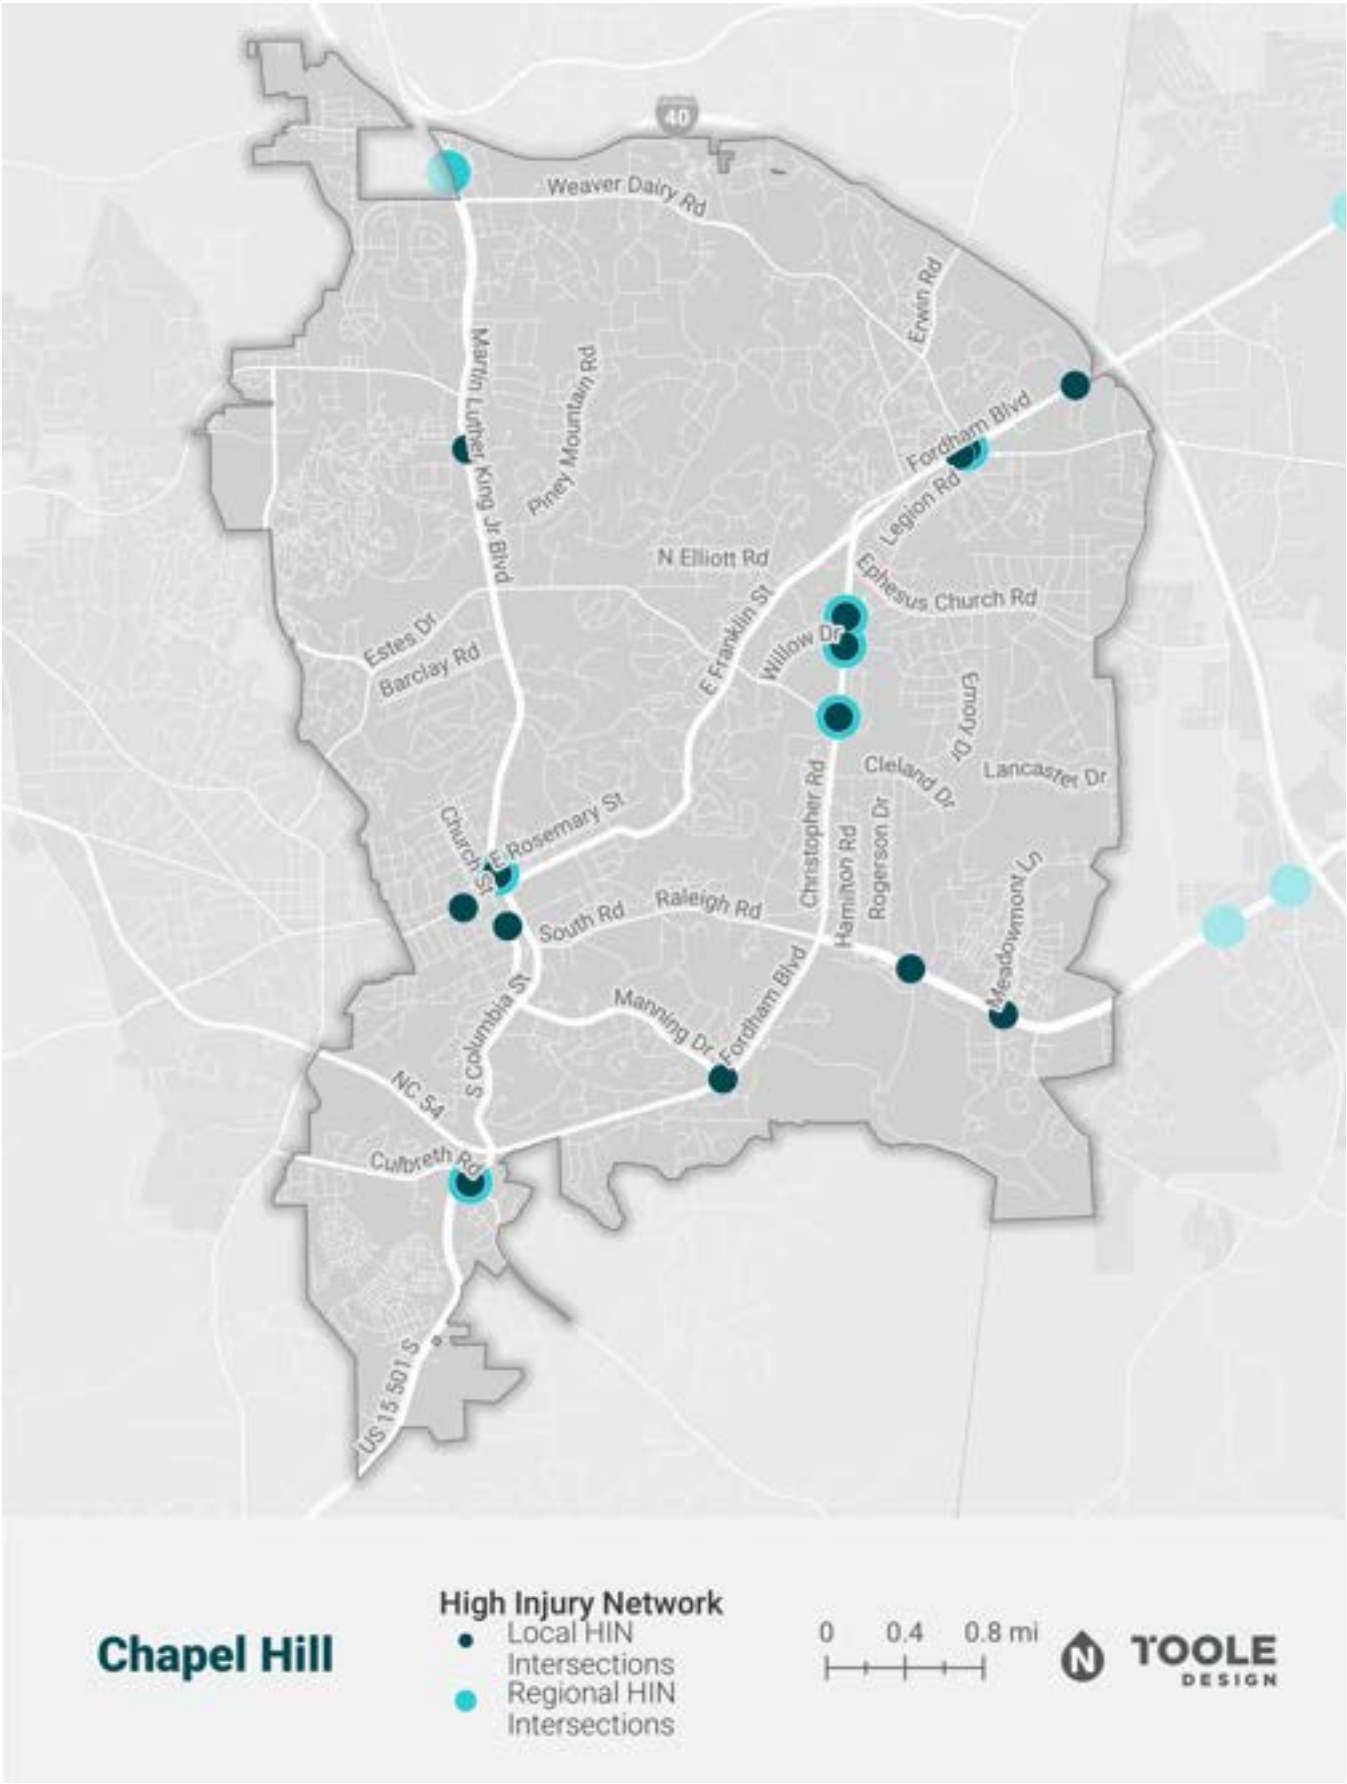 40
Weaver Dairy Rd
Erwin Rd
Martin Luther King Jr Blvd
Piney Mountain Rd
Fordham Blvd
Legion Rd
N Elliott Rd
Ephesus Church Rd
Estes Dr
Barclay Rd
E Franklin St
Willow Dr
Emory Dr
Cleland Dr
Lancaster Dr
Christopher Rd
Hamilton Rd
Rogerson Dr
Church St
E Rosemary St
South Rd
Raleigh Rd
Meadowmont Ln
S Columbia St
Manning Dr
Fordham Blvd
NC 54
Culbreth Rd
US 15 501 S
Chapel Hill
High Injury Network
Local HIN
Intersections
Regional HIN
Intersections
0 0.4 0.8 mi
N
TOOLE
DESIGN